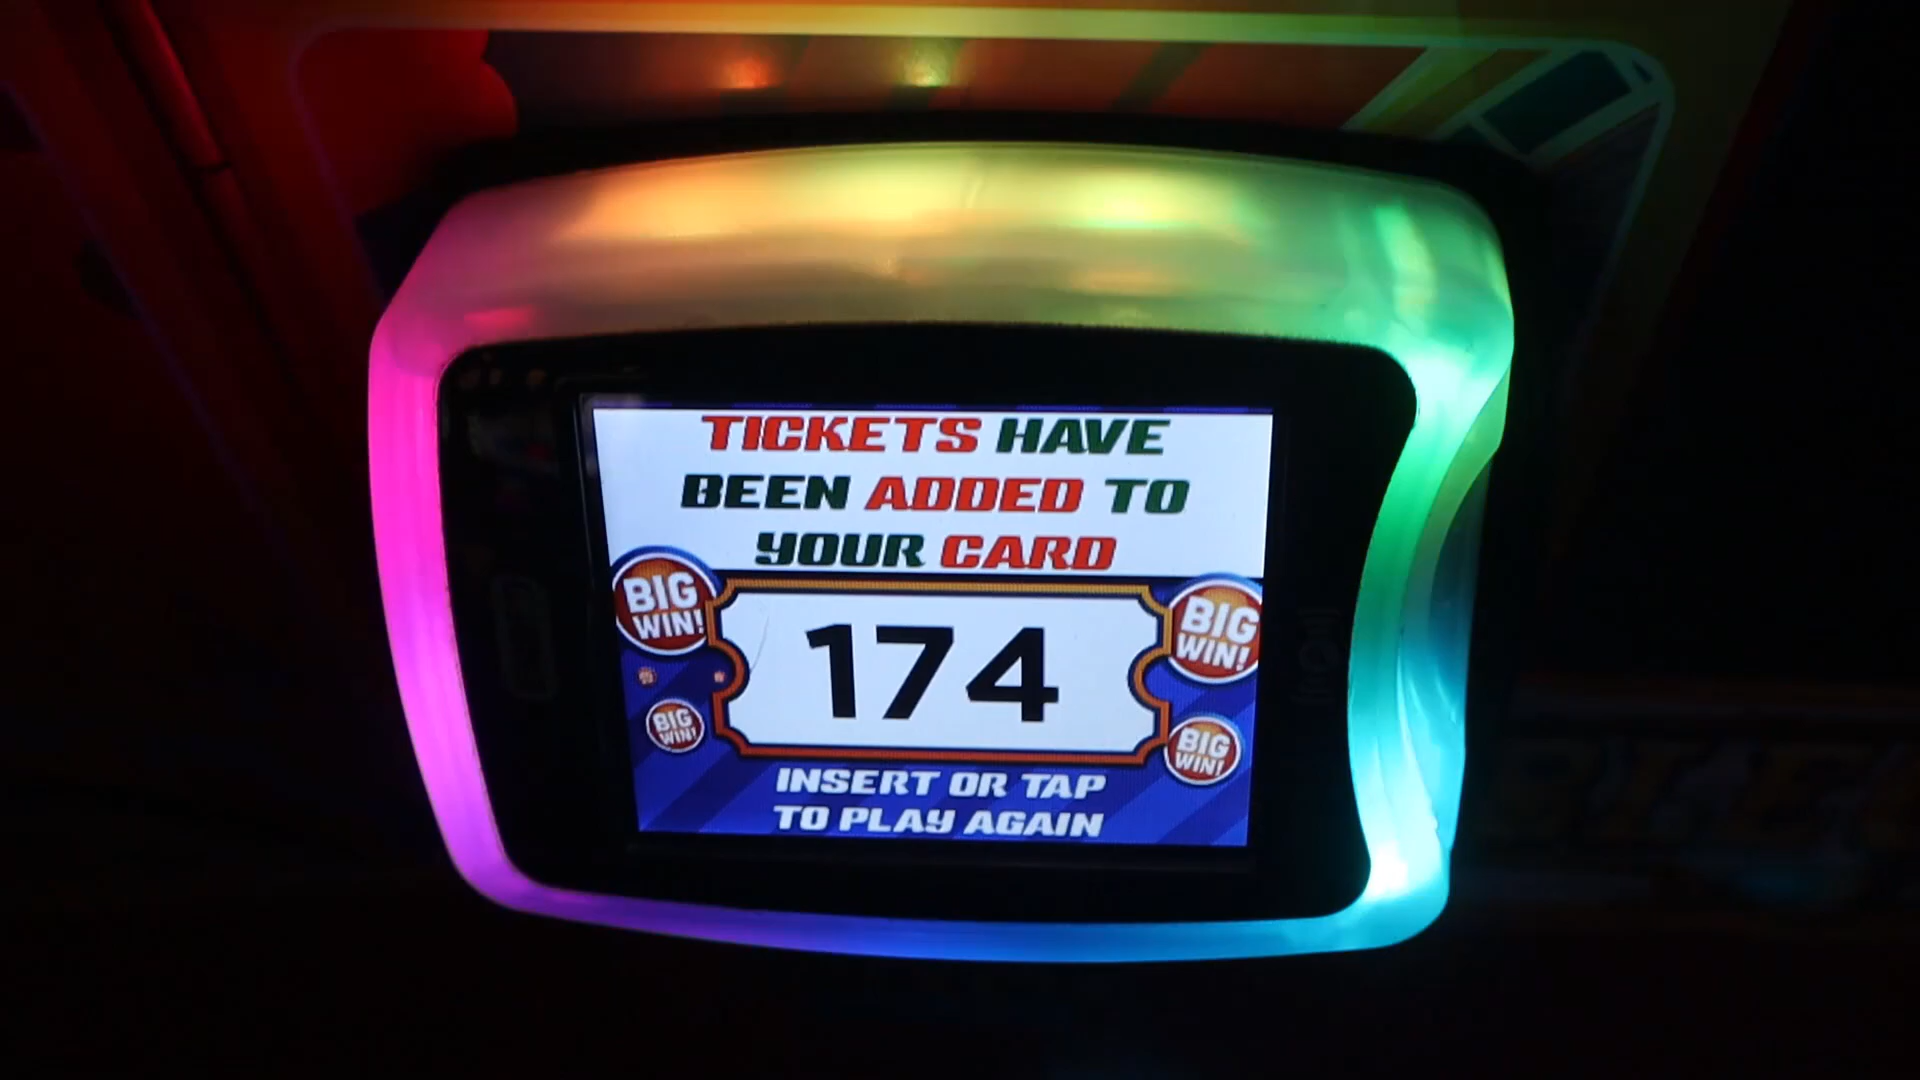 TICKETS HAVE
BEEN ADDED TO
YOUR CARD
BIG
WIN!
BIG
WIN!
174
BIG
WIN!
BIG
WIN!
INSERT OR TAP
TO PLAY AGAIN